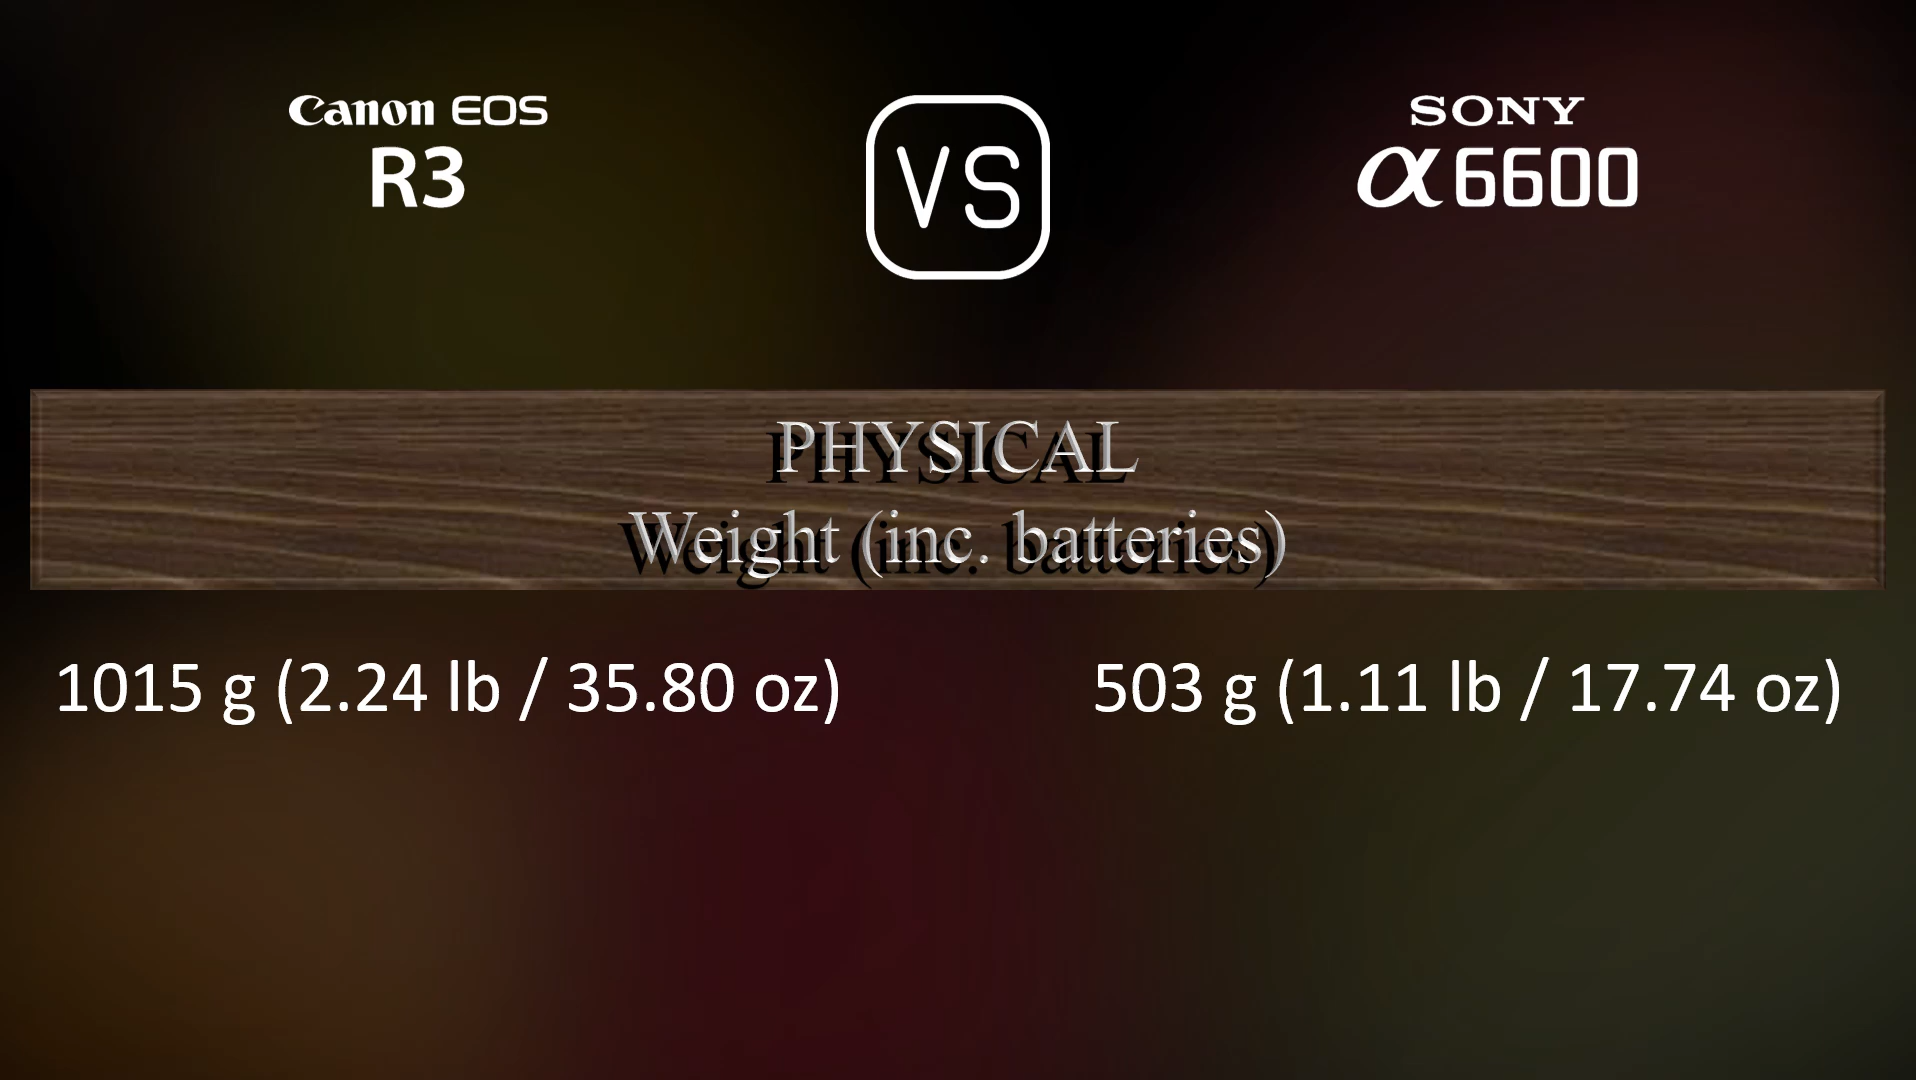 Canon EOS
R3
VS
SONY
α6600
PHYSICAL
Weight (inc. batteries)
1015 g (2.24 lb / 35.80 oz)
503 g (1.11 lb / 17.74 oz)